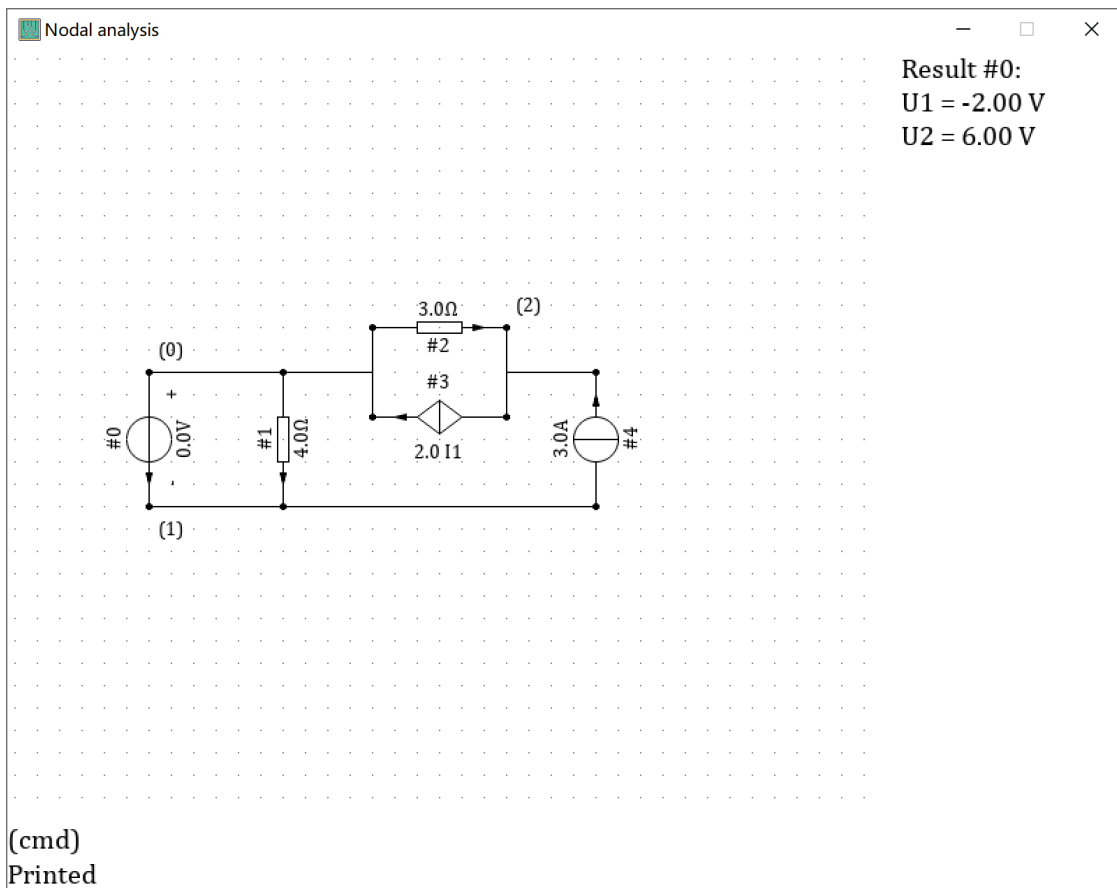 Nodal analysis
Result #0:
U1 = -2.00 V
U2 = 6.00 V
3.0Ω
(2)
#2
(0)
#3
+
#0
0.0V
#1
4.0Ω
2.0 I1
3.0A
#4
-
(1)
(cmd)
Printed